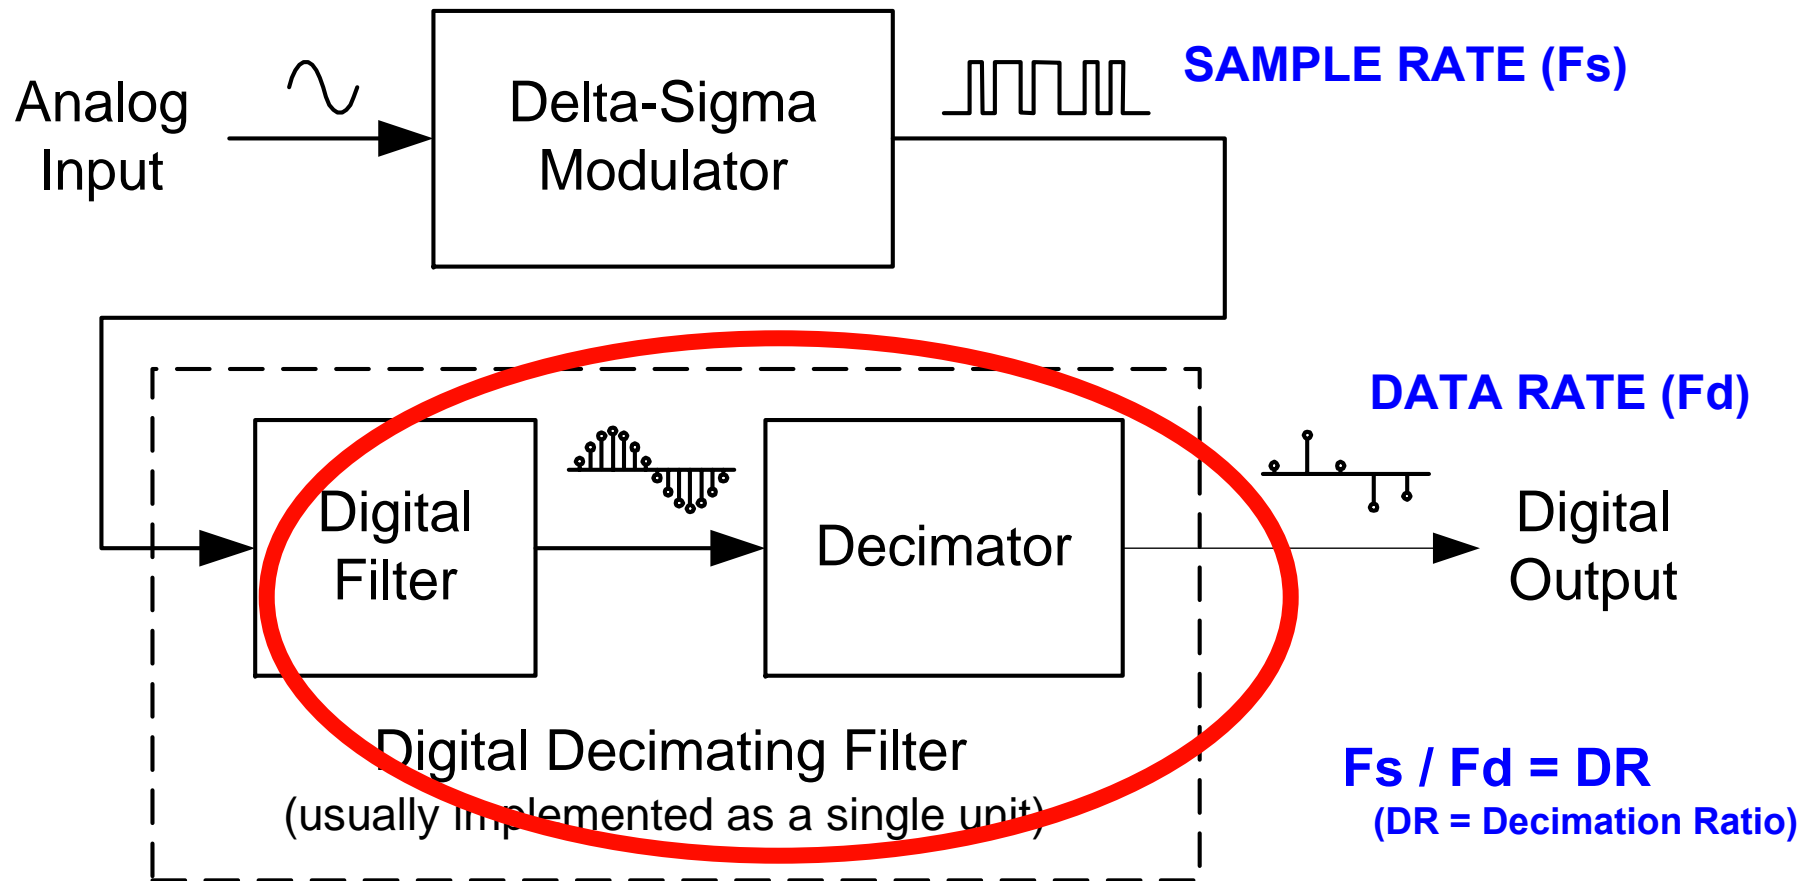 Analog
Input
Delta-Sigma
Modulator
SAMPLE RATE (Fs)
DATA RATE (Fd)
Digital
Filter
Decimator
Digital
Output
Digital Decimating Filter
(usually implemented as a single unit)
Fs / Fd = DR
(DR = Decimation Ratio)